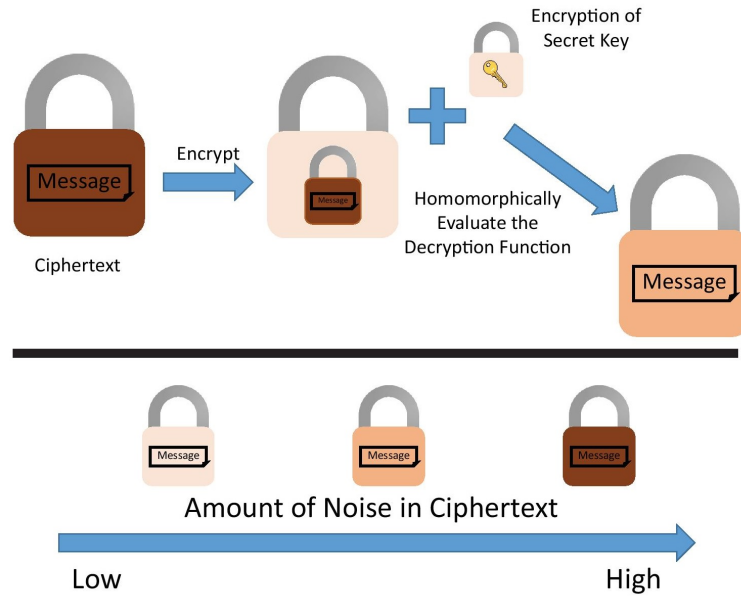 Encryption of
Secret Key
Message
Encrypt
Message
Ciphertext
Homomorphically
Evaluate the
Decryption Function
Message
Message
Message
Message
Amount of Noise in Ciphertext
Low
High